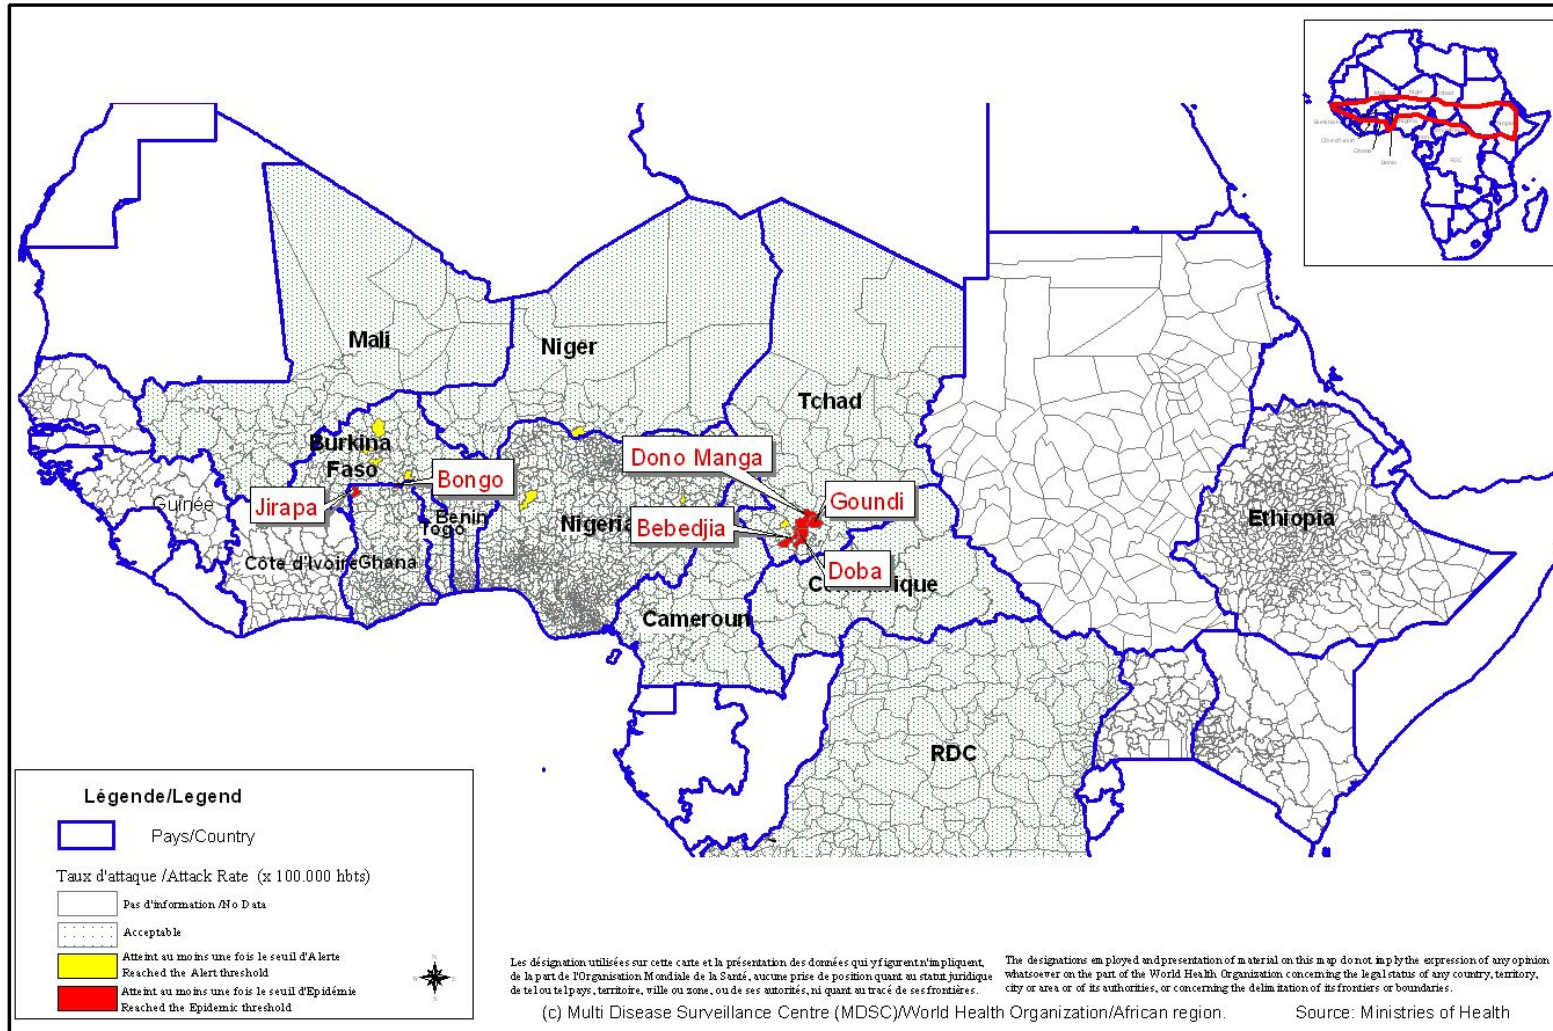 Mali
Niger
Tchad
Burkina
Faso
Bongo
Jirapa
Guinée
Côte d'Ivoire
Ghana
Togo
Benin
Nigeria
Dono Manga
Goundi
Bebedjia
Doba
Cameroun
RDC
Ethiopia
Mali
Niger
Tchad
Ghana
Benin
RDC
Légende/Legend
Pays/Country
Taux d'attaque /Attack Rate (x 100.000 hbts)
Pas d'information /No Data
Acceptable
Atteint au moins une fois le seuil d'Alerte
Reached the Alert threshold
Atteint au moins une fois le seuil d'Epidémie
Reached the Epidemic threshold
Les désignation utilisées sur cette carte et la présentation des données qui y figurent n'impliquent,
de la part de l'Organisation Mondiale de la Santé, aucune prise de position quant au statut juridique
de tel ou tel pays, territoire, ville ou zone, ou de ses autorités, ni quant au tracé de ses frontières.
The designations employed and presentation of material on this map do not imply the expression of any opinion
whatsoever on the part of the World Health Organization concerning the legal status of any country, territory,
city or area or of its authorities, or concerning the delimitation of its frontiers or boundaries.
(c) Multi Disease Surveillance Centre (MDSC)/World Health Organization/African region.
Source: Ministries of Health